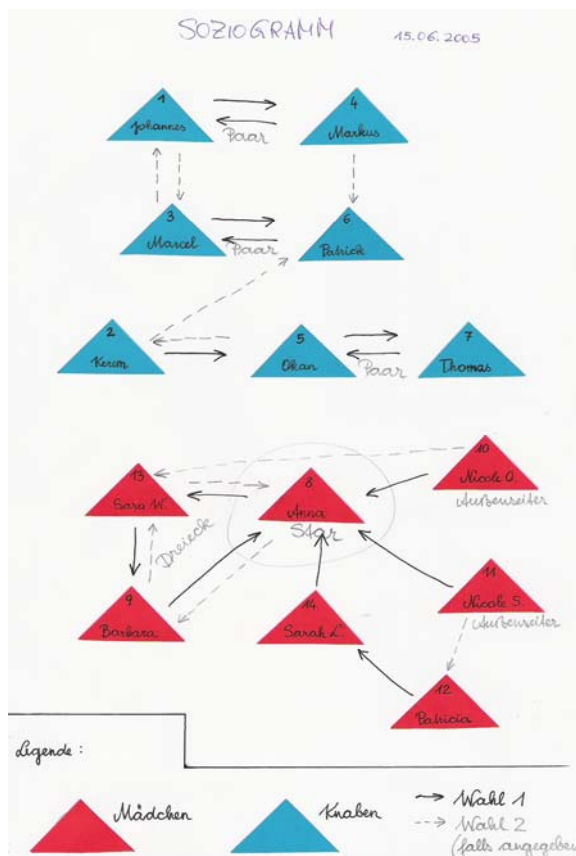 SOZIOGRAMM 15.06.2005
1 4
Johannes Paar Markus
3 6
Marcel Paar Patrick
2 5 7
Kerem Okan Paar Thomas
13 8 10
Sara W. Anna Nicole O.
Star Außenseiter
Dreieck
9 14 11
Barbara Sarah L. Nicole S.
Außenseiter
12
Patricia
Legende :
Mädchen Knaben → Wahl 1
--> Wahl 2
(falls angegeben